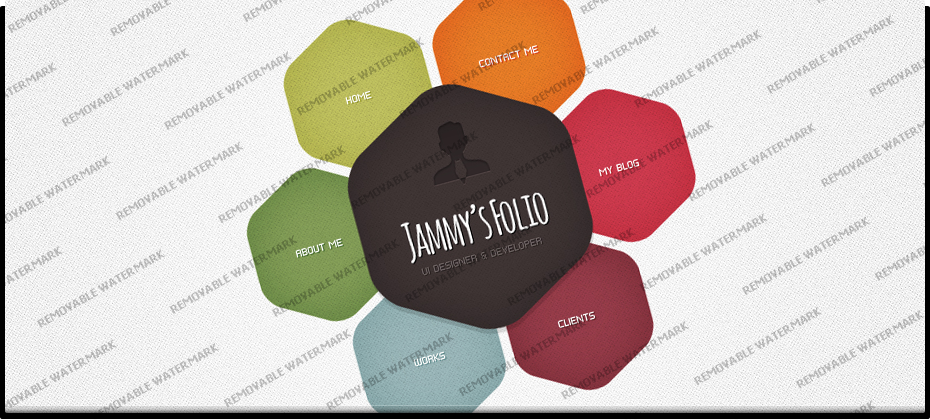 CONTACT ME
HOME
MY BLOG
JAMMY'S FOLIO
UI DESIGNER & DEVELOPER
ABOUT ME
CLIENTS
WORKS
REMOVABLE WATERMARK